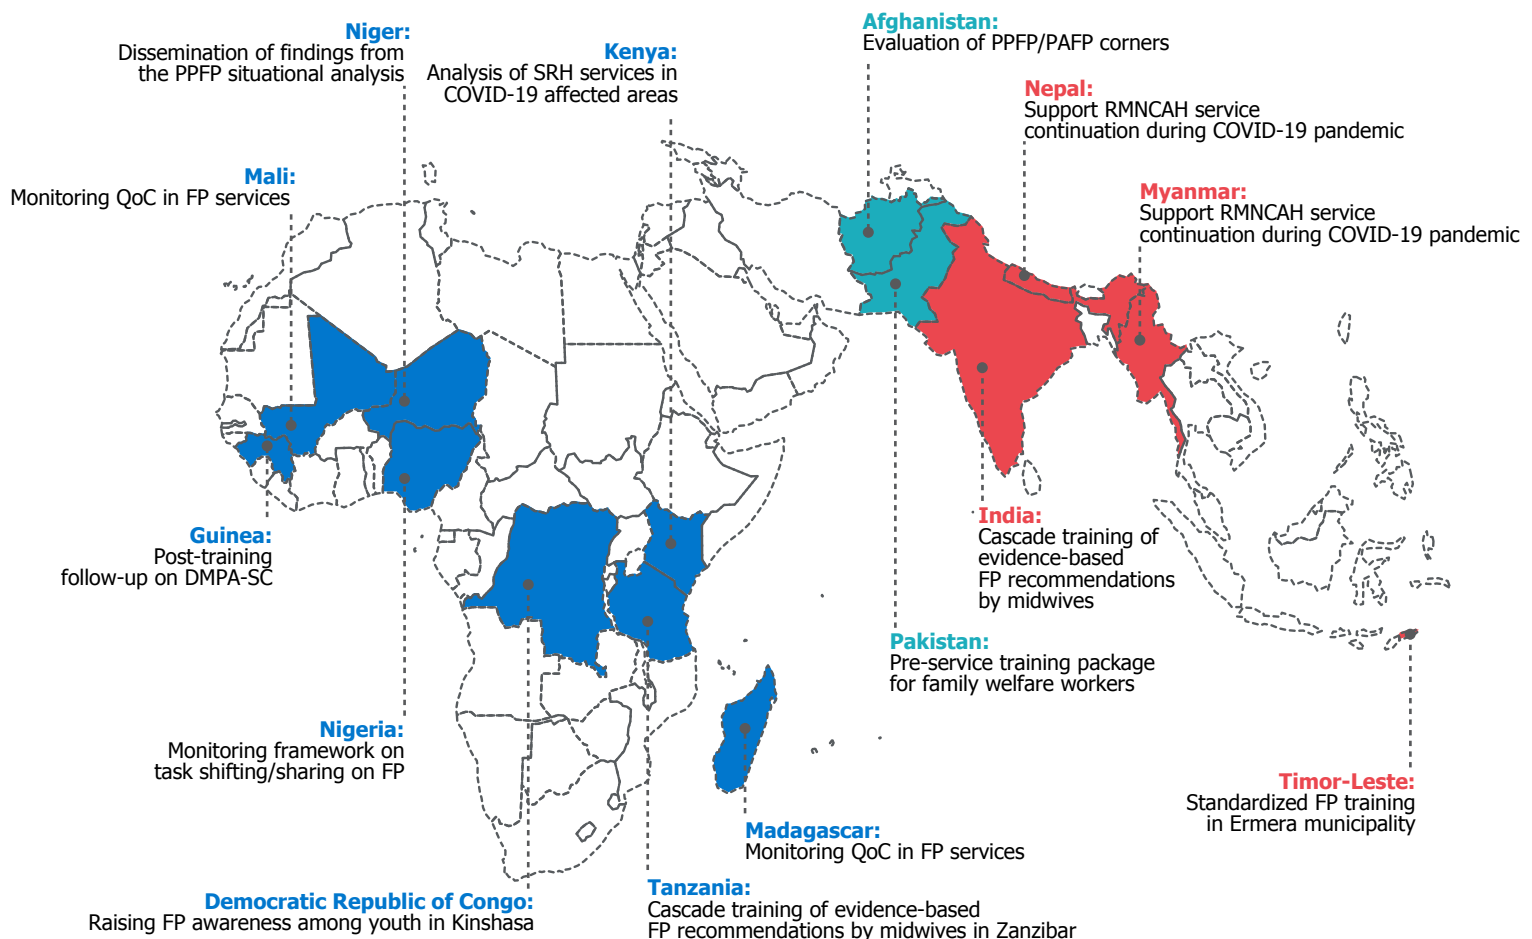 Niger:
Dissemination of findings from
the PPFP situational analysis
Kenya:
Analysis of SRH services in
COVID-19 affected areas
Afghanistan:
Evaluation of PPFP/PAFP corners
Nepal:
Support RMNCAH service
continuation during COVID-19 pandemic
Mali:
Monitoring QoC in FP services
Myanmar:
Support RMNCAH service
continuation during COVID-19 pandemic
Guinea:
Post-training
follow-up on DMPA-SC
India:
Cascade training of
evidence-based
FP recommendations
by midwives
Pakistan:
Pre-service training package
for family welfare workers
Nigeria:
Monitoring framework on
task shifting/sharing on FP
Timor-Leste:
Standardized FP training
in Ermera municipality
Madagascar:
Monitoring QoC in FP services
Democratic Republic of Congo:
Raising FP awareness among youth in Kinshasa
Tanzania:
Cascade training of evidence-based
FP recommendations by midwives in Zanzibar